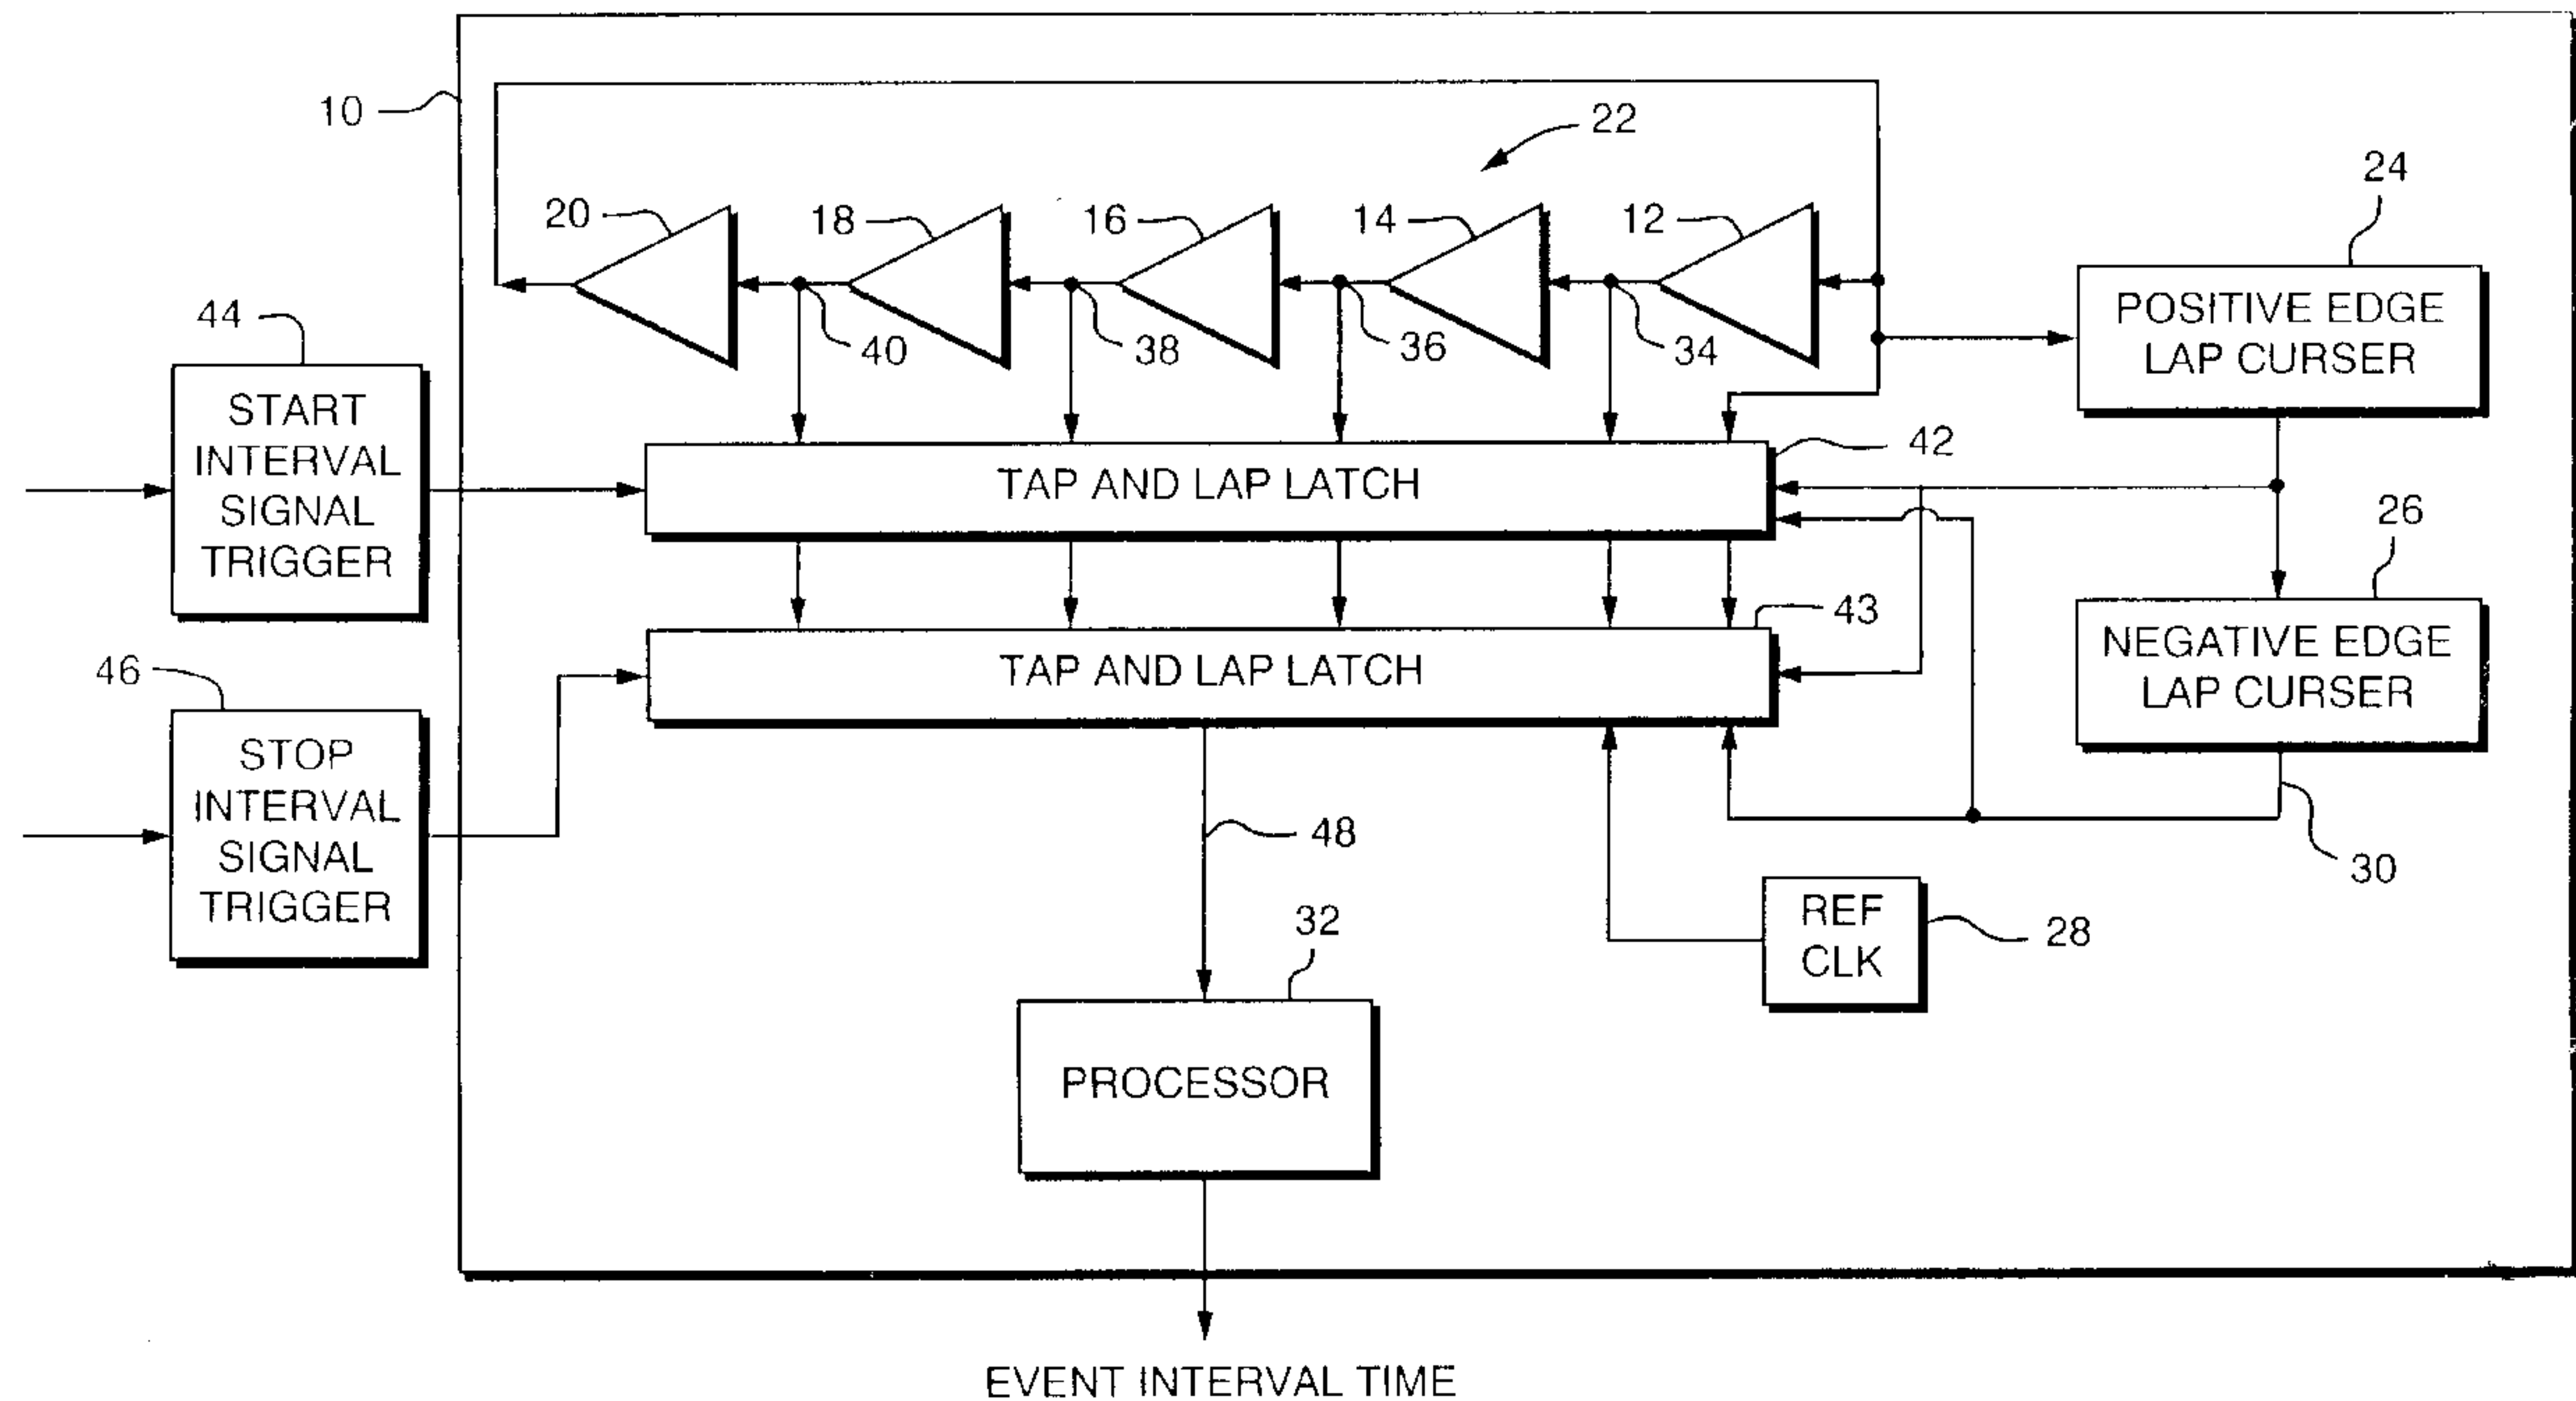 10
22
24
20
18
16
14
12
POSITIVE EDGE
LAP CURSER
44
40
38
36
34
START
INTERVAL
SIGNAL
TRIGGER
42
TAP AND LAP LATCH
26
43
TAP AND LAP LATCH
NEGATIVE EDGE
LAP CURSER
46
STOP
INTERVAL
SIGNAL
TRIGGER
48
30
32
REF
CLK
28
PROCESSOR
EVENT INTERVAL TIME